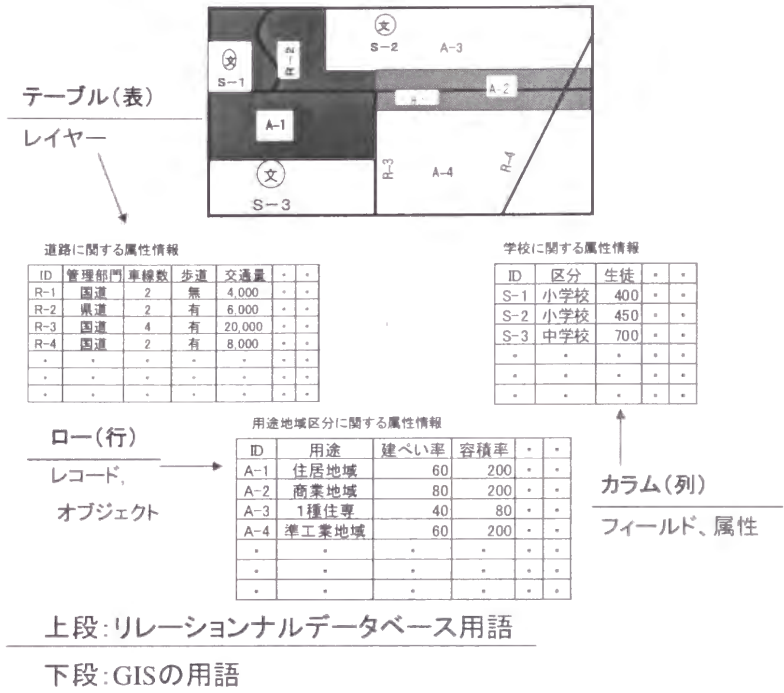 文
S-2
A-3
文
S-1
A-2
A-1
文
S-3
R-3
A-4
R-4
テーブル(表)
レイヤー
道路に関する属性情報
ID 管理部門 車線数 歩道 交通量 ・ ・
R-1 国道 2 無 4,000
R-2 県道 2 有 6,000
R-3 国道 4 有 20,000
R-4 国道 2 有 8,000
学校に関する属性情報
ID 区分 生徒 ・ ・
S-1 小学校 400 ・ ・
S-2 小学校 450 ・ ・
S-3 中学校 700 ・ ・
ロー(行)
レコード、
オブジェクト
用途地域区分に関する属性情報
ID 用途 建ぺい率 容積率 ・ ・
A-1 住居地域 60 200 ・ ・
A-2 商業地域 80 200 ・ ・
A-3 1種住専 40 80 ・ ・
A-4 準工業地域 60 200 ・ ・
カラム(列)
フィールド、属性
上段:リレーションナルデータベース用語
下段:GISの用語